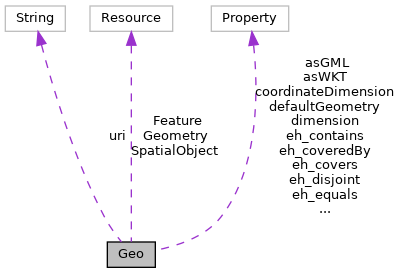 String
Resource
Property
uri
Feature
Geometry
SpatialObject
asGML
asWKT
coordinateDimension
defaultGeometry
dimension
eh_contains
eh_coveredBy
eh_covers
eh_disjoint
eh_equals
...
Geo